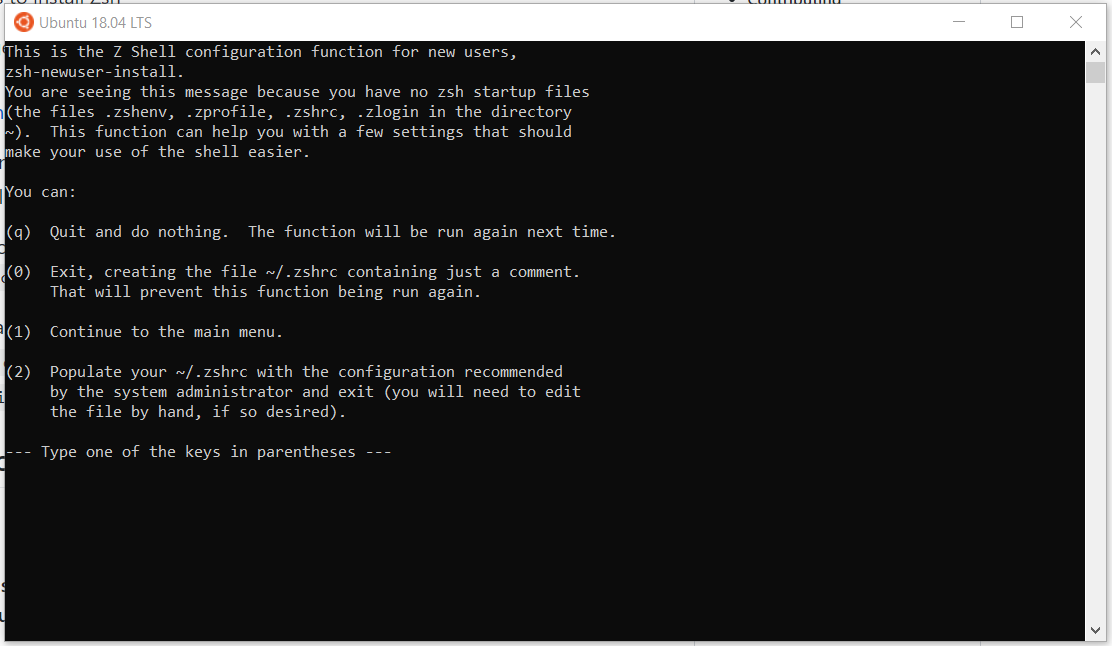 Ubuntu 18.04 LTS
This is the Z Shell configuration function for new users,
zsh-newuser-install.
You are seeing this message because you have no zsh startup files
(the files .zshenv, .zprofile, .zshrc, .zlogin in the directory
~).  This function can help you with a few settings that should
make your use of the shell easier.

You can:

(q)  Quit and do nothing.  The function will be run again next time.

(0)  Exit, creating the file ~/.zshrc containing just a comment.
     That will prevent this function being run again.

(1)  Continue to the main menu.

(2)  Populate your ~/.zshrc with the configuration recommended
     by the system administrator and exit (you will need to edit
     the file by hand, if so desired).

--- Type one of the keys in parentheses ---